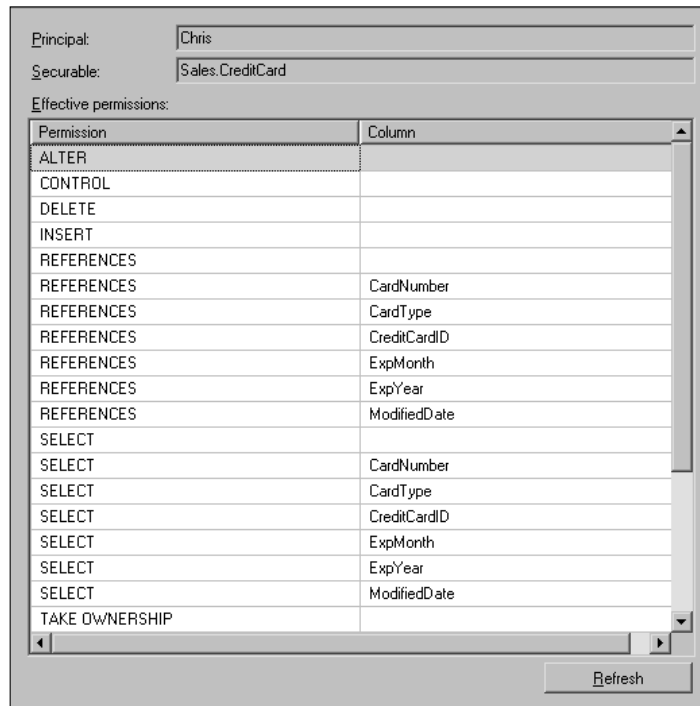 Principal: Chris
Securable: Sales.CreditCard
Effective permissions:
Permission Column
ALTER
CONTROL
DELETE
INSERT
REFERENCES
REFERENCES CardNumber
REFERENCES CardType
REFERENCES CreditCardID
REFERENCES ExpMonth
REFERENCES ExpYear
REFERENCES ModifiedDate
SELECT
SELECT CardNumber
SELECT CardType
SELECT CreditCardID
SELECT ExpMonth
SELECT ExpYear
SELECT ModifiedDate
TAKE OWNERSHIP
Refresh